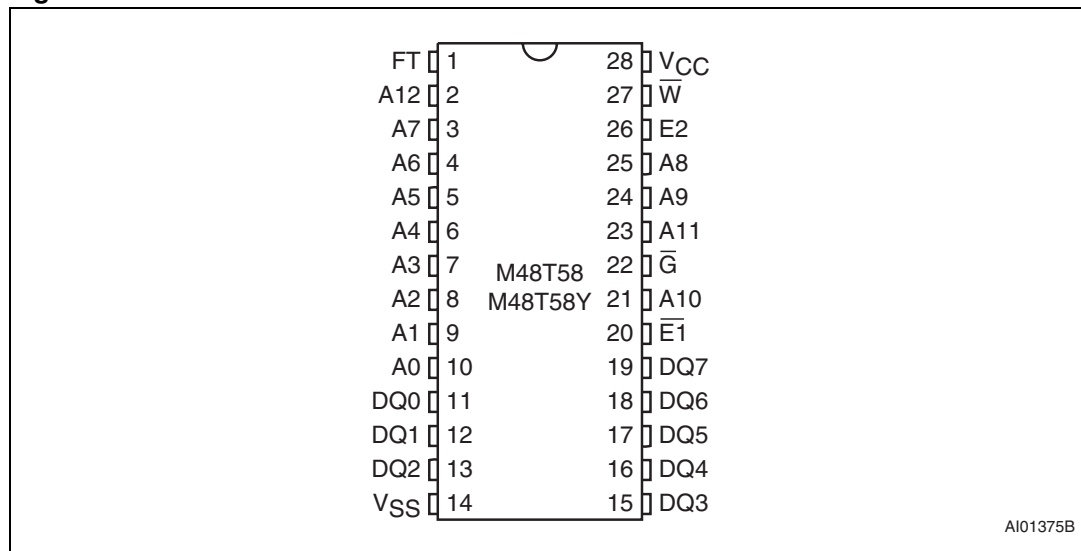 FT 1 28 VCC
A12 2 27 W̅
A7 3 26 E2
A6 4 25 A8
A5 5 24 A9
A4 6 23 A11
A3 7 M48T58 22 G̅
A2 8 M48T58Y 21 A10
A1 9 20 E̅1̅
A0 10 19 DQ7
DQ0 11 18 DQ6
DQ1 12 17 DQ5
DQ2 13 16 DQ4
VSS 14 15 DQ3
AI01375B